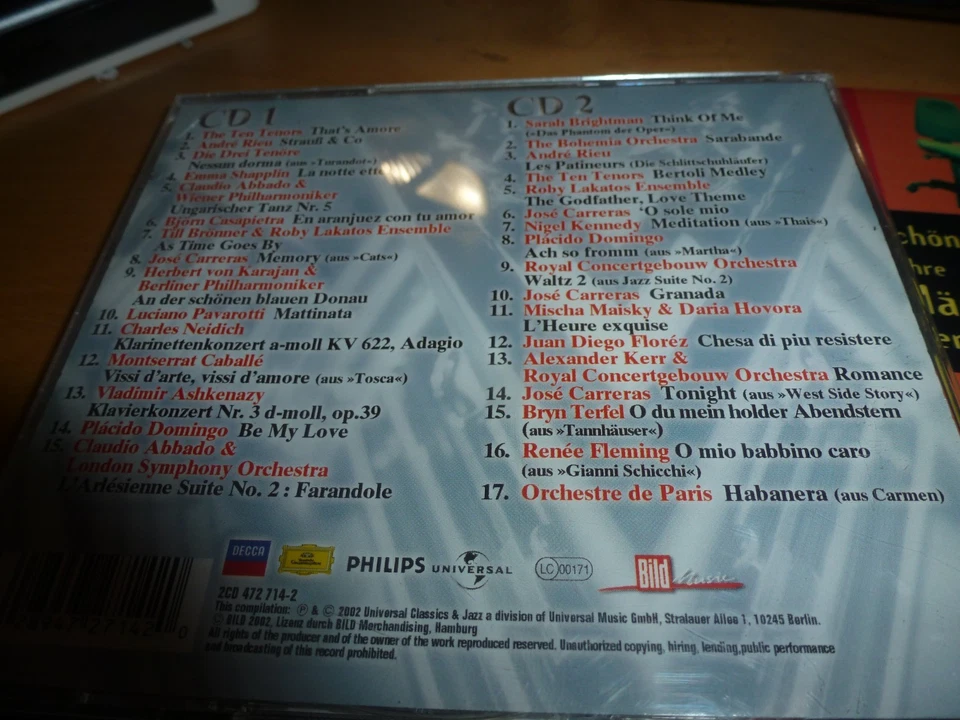 CD 1
1. The Ten Tenors That's Amore
2. André Rieu Strauß & Co
3. Die Drei Tenöre
Nessun dorma (aus »Turandot«)
4. Emma Shapplin La notte
5. Claudio Abbado &
Wiener Philharmoniker
Ungarischer Tanz Nr. 5
6. Björn Casapietra En aranjuez con tu amor
7. Till Brönner & Roby Lakatos Ensemble
As Time Goes By
8. José Carreras Memory (aus »Cats«)
9. Herbert von Karajan &
Berliner Philharmoniker
An der schönen blauen Donau
10. Luciano Pavarotti Mattinata
11. Charles Neidich
Klarinettenkonzert a-moll KV 622, Adagio
12. Montserrat Caballé
Vissi d'arte, vissi d'amore (aus »Tosca«)
13. Vladimir Ashkenazy
Klavierkonzert Nr. 3 d-moll, op.39
14. Plácido Domingo Be My Love
15. Claudio Abbado &
London Symphony Orchestra
L'Arlésienne Suite No. 2 : Farandole
CD 2
1. Sarah Brightman Think Of Me
(»Das Phantom der Oper«)
2. The Bohemia Orchestra Sarabande
3. André Rieu
Les Patineurs (Die Schlittschuhläufer)
4. The Ten Tenors Bertoli Medley
5. Roby Lakatos Ensemble
The Godfather, Love Theme
6. José Carreras 'O sole mio
7. Nigel Kennedy Meditation (aus »Thais«)
8. Plácido Domingo
Ach so fromm (aus »Martha«)
9. Royal Concertgebouw Orchestra
Waltz 2 (aus Jazz Suite No. 2)
10. José Carreras Granada
11. Mischa Maisky & Daria Hovora
L'Heure exquise
12. Juan Diego Floréz Chesa di piu resistere
13. Alexander Kerr &
Royal Concertgebouw Orchestra Romance
14. José Carreras Tonight (aus »West Side Story«)
15. Bryn Terfel O du mein holder Abendstern
(aus »Tannhäuser«)
16. Renée Fleming O mio babbino caro
(aus »Gianni Schicchi«)
17. Orchestre de Paris Habanera (aus Carmen)
DECCA
PHILIPS
UNIVERSAL
LC 00171
Bild Music
2CD 472 714-2
This compilation: ℗ & © 2002 Universal Classics & Jazz a division of Universal Music GmbH, Stralauer Allee 1, 10245 Berlin.
© BILD 2002, Lizenz durch BILD Merchandising, Hamburg
All rights of the producer and of the owner of the work reproduced reserved. Unauthorized copying, hiring, lending, public performance
and broadcasting of this record prohibited.